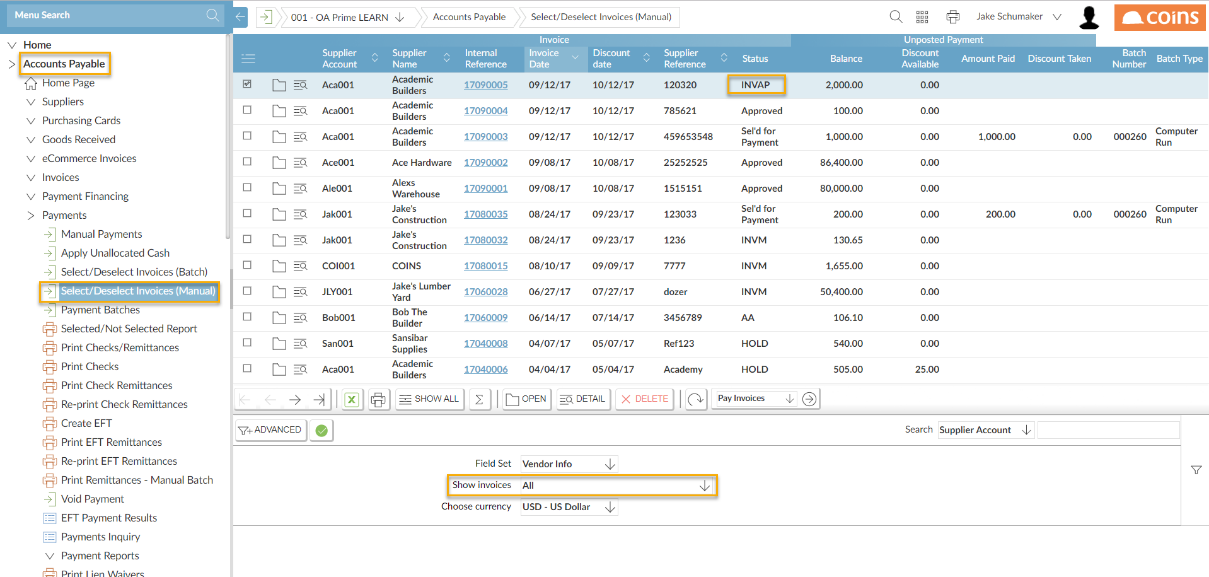 Menu Search
001 - OA Prime LEARN
Accounts Payable
Select/Deselect Invoices (Manual)
Jake Schumaker
COINS
Home
Accounts Payable
Home Page
Suppliers
Purchasing Cards
Goods Received
eCommerce Invoices
Invoices
Payment Financing
Payments
Manual Payments
Apply Unallocated Cash
Select/Deselect Invoices (Batch)
Select/Deselect Invoices (Manual)
Payment Batches
Selected/Not Selected Report
Print Checks/Remittances
Print Checks
Print Check Remittances
Re-print Check Remittances
Create EFT
Print EFT Remittances
Re-print EFT Remittances
Print Remittances - Manual Batch
Void Payment
EFT Payment Results
Payments Inquiry
Payment Reports
Print Lien Waivers
Invoice Unposted Payment
Supplier Supplier Internal Invoice Discount Supplier Discount Batch
Account Name Reference Date date Reference Status Balance Available Amount Paid Discount Taken Number Batch Type
Aca001 Academic Builders 17090005 09/12/17 10/12/17 120320 INVAP 2,000.00 0.00
Aca001 Academic Builders 17090004 09/12/17 10/12/17 785621 Approved 100.00 0.00
Aca001 Academic Builders 17090003 09/12/17 10/12/17 459653548 Sel'd for Payment 1,000.00 0.00 1,000.00 0.00 000260 Computer Run
Ace001 Ace Hardware 17090002 09/08/17 10/08/17 25252525 Approved 86,400.00 0.00
Ale001 Alexs Warehouse 17090001 09/08/17 10/08/17 1515151 Approved 80,000.00 0.00
Jak001 Jake's Construction 17080035 08/24/17 09/23/17 123033 Sel'd for Payment 200.00 0.00 200.00 0.00 000260 Computer Run
Jak001 Jake's Construction 17080032 08/24/17 09/23/17 1236 INVM 130.65 0.00
COI001 COINS 17080015 08/10/17 09/09/17 7777 INVM 1,655.00 0.00
JLY001 Jake's Lumber Yard 17060028 06/27/17 07/27/17 dozer INVM 50,400.00 0.00
Bob001 Bob The Builder 17060009 06/14/17 07/14/17 3456789 AA 106.10 0.00
San001 Sansibar Supplies 17040008 04/07/17 05/07/17 Ref123 HOLD 540.00 0.00
Aca001 Academic Builders 17040006 04/04/17 05/04/17 Academy HOLD 505.00 25.00
SHOW ALL Σ OPEN DETAIL DELETE Pay Invoices
ADVANCED
Search Supplier Account
Field Set Vendor Info
Show invoices All
Choose currency USD - US Dollar